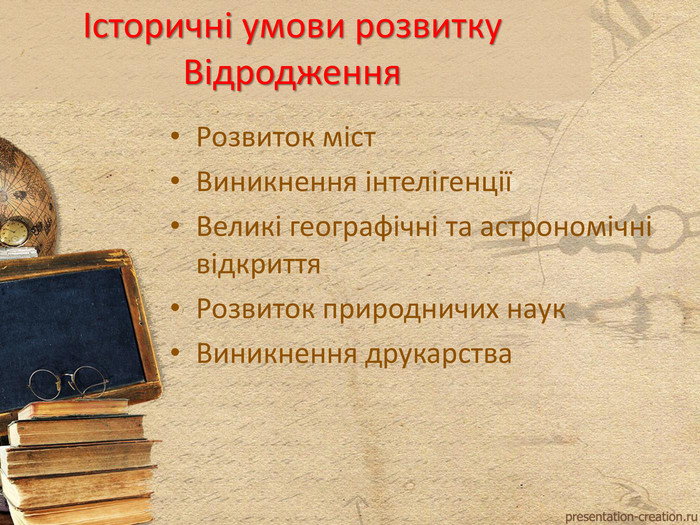 Історичні умови розвитку
Відродження
• Розвиток міст
• Виникнення інтелігенції
• Великі географічні та астрономічні
відкриття
• Розвиток природничих наук
• Виникнення друкарства
presentation-creation.ru